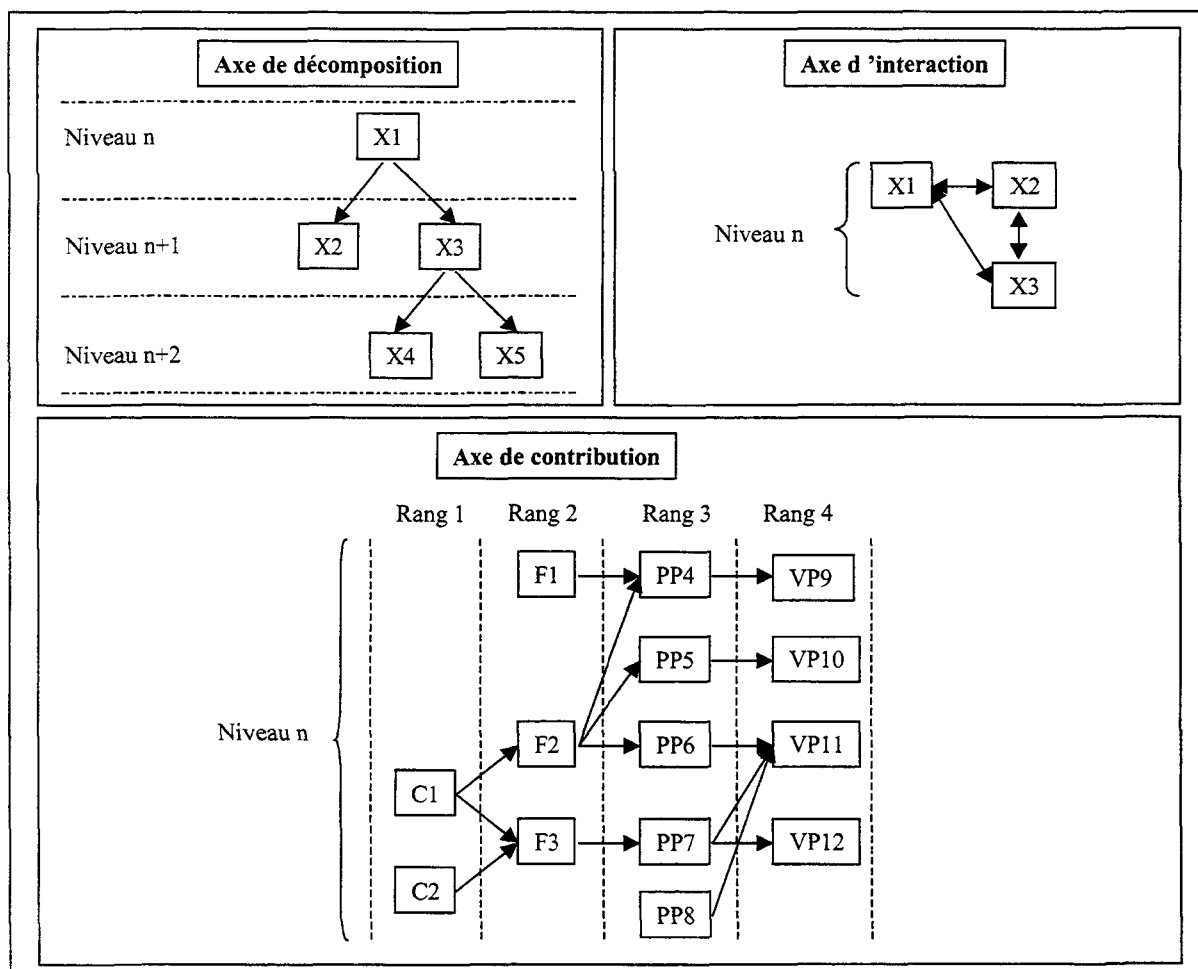 Axe de décomposition
Niveau n
X1
Niveau n+1
X2
X3
Niveau n+2
X4
X5
Axe d 'interaction
Niveau n
X1
X2
X3
Axe de contribution
Rang 1
Rang 2
Rang 3
Rang 4
Niveau n
F1
PP4
VP9
PP5
VP10
F2
PP6
VP11
C1
F3
PP7
VP12
C2
PP8